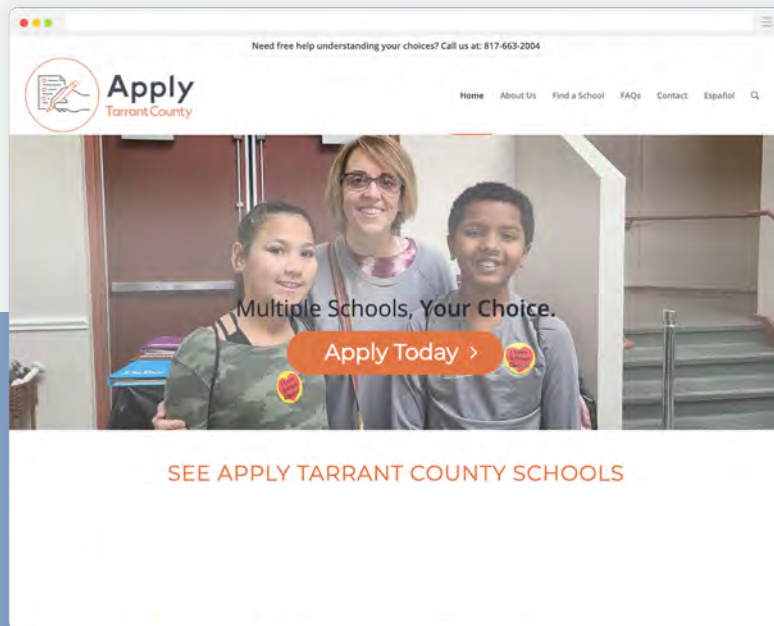 Need free help understanding your choices? Call us at: 817-663-2004
Apply
Tarrant County
Home About Us Find a School FAQs Contact Español
Multiple Schools, Your Choice.
Apply Today >
SEE APPLY TARRANT COUNTY SCHOOLS